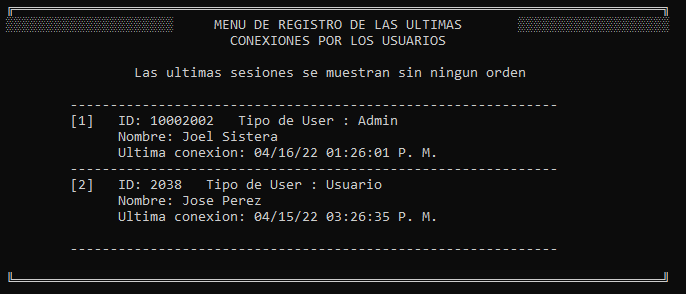 MENU DE REGISTRO DE LAS ULTIMAS
CONEXIONES POR LOS USUARIOS
Las ultimas sesiones se muestran sin ningun orden
---------------------------------------------------------
[1] ID: 10002002 Tipo de User : Admin
Nombre: Joel Sistera
Ultima conexion: 04/16/22 01:26:01 P. M.
---------------------------------------------------------
[2] ID: 2038 Tipo de User : Usuario
Nombre: Jose Perez
Ultima conexion: 04/15/22 03:26:35 P. M.
---------------------------------------------------------